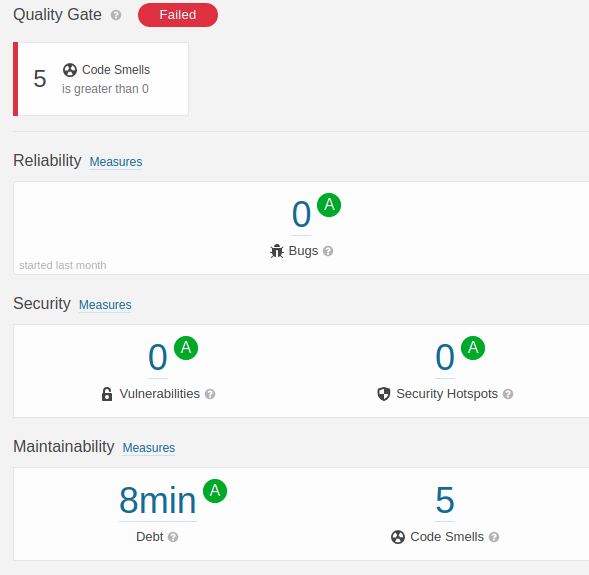 Quality Gate ? Failed
5 Code Smells
is greater than 0
Reliability Measures
0 A
Bugs ?
started last month
Security Measures
0 A 0 A
Vulnerabilities ? Security Hotspots ?
Maintainability Measures
8min A 5
Debt ? Code Smells ?